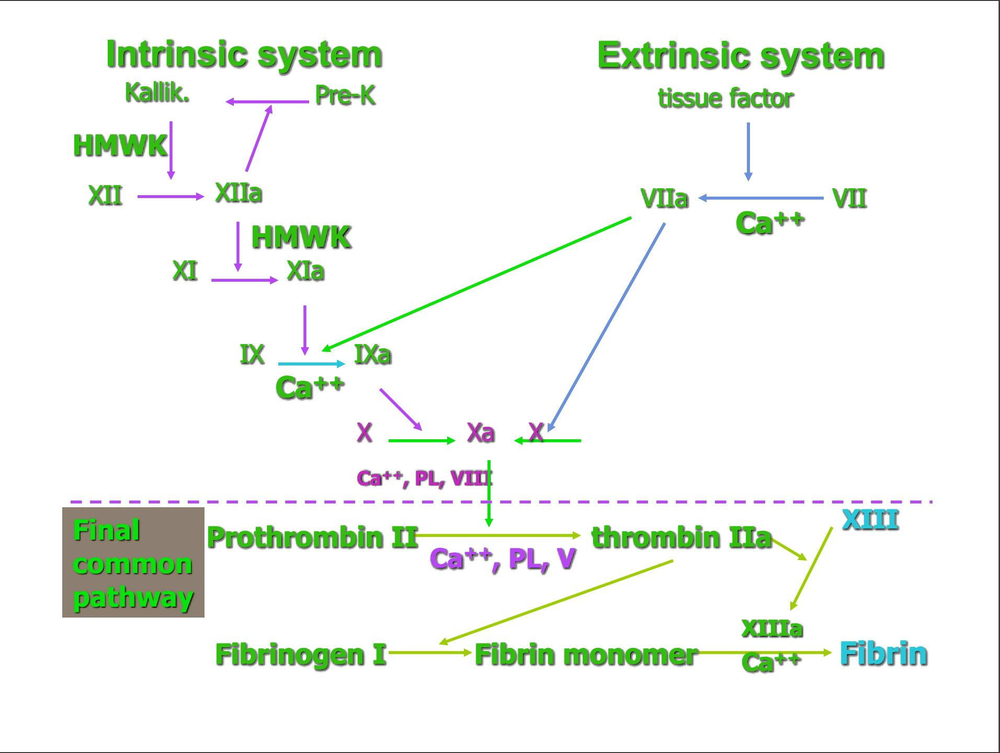 Intrinsic system
Extrinsic system
Kallik.
Pre-K
tissue factor
HMWK
XII
XIIa
VIIa
VII
Ca⁺⁺
HMWK
XI
XIa
IX
IXa
Ca⁺⁺
X
Xa
X
Ca⁺⁺, PL, VIII
XIII
Final
common
pathway
Prothrombin II
thrombin IIa
Ca⁺⁺, PL, V
XIIIa
Fibrinogen I
Fibrin monomer
Ca⁺⁺
Fibrin